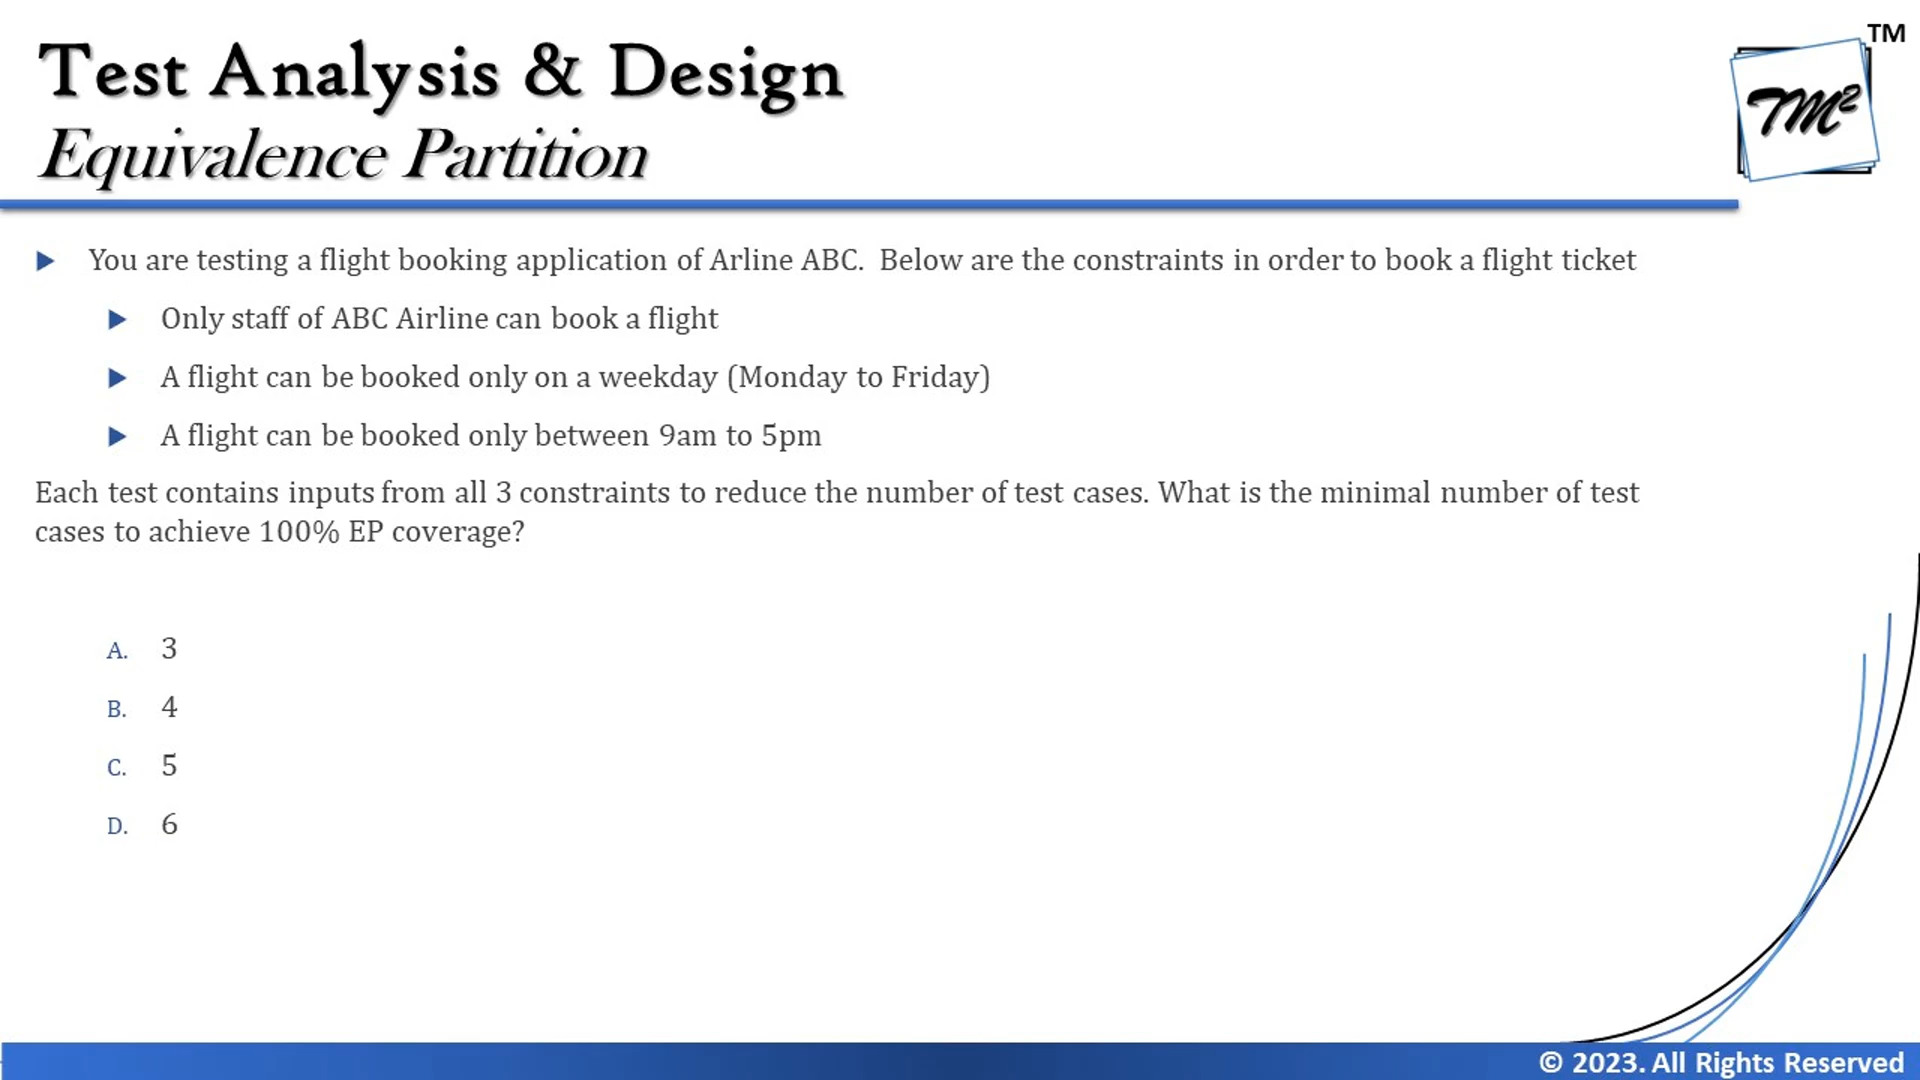 Test Analysis & Design
Equivalence Partition
TM
TM²
You are testing a flight booking application of Arline ABC. Below are the constraints in order to book a flight ticket
Only staff of ABC Airline can book a flight
A flight can be booked only on a weekday (Monday to Friday)
A flight can be booked only between 9am to 5pm
Each test contains inputs from all 3 constraints to reduce the number of test cases. What is the minimal number of test
cases to achieve 100% EP coverage?
A. 3
B. 4
C. 5
D. 6
© 2023. All Rights Reserved